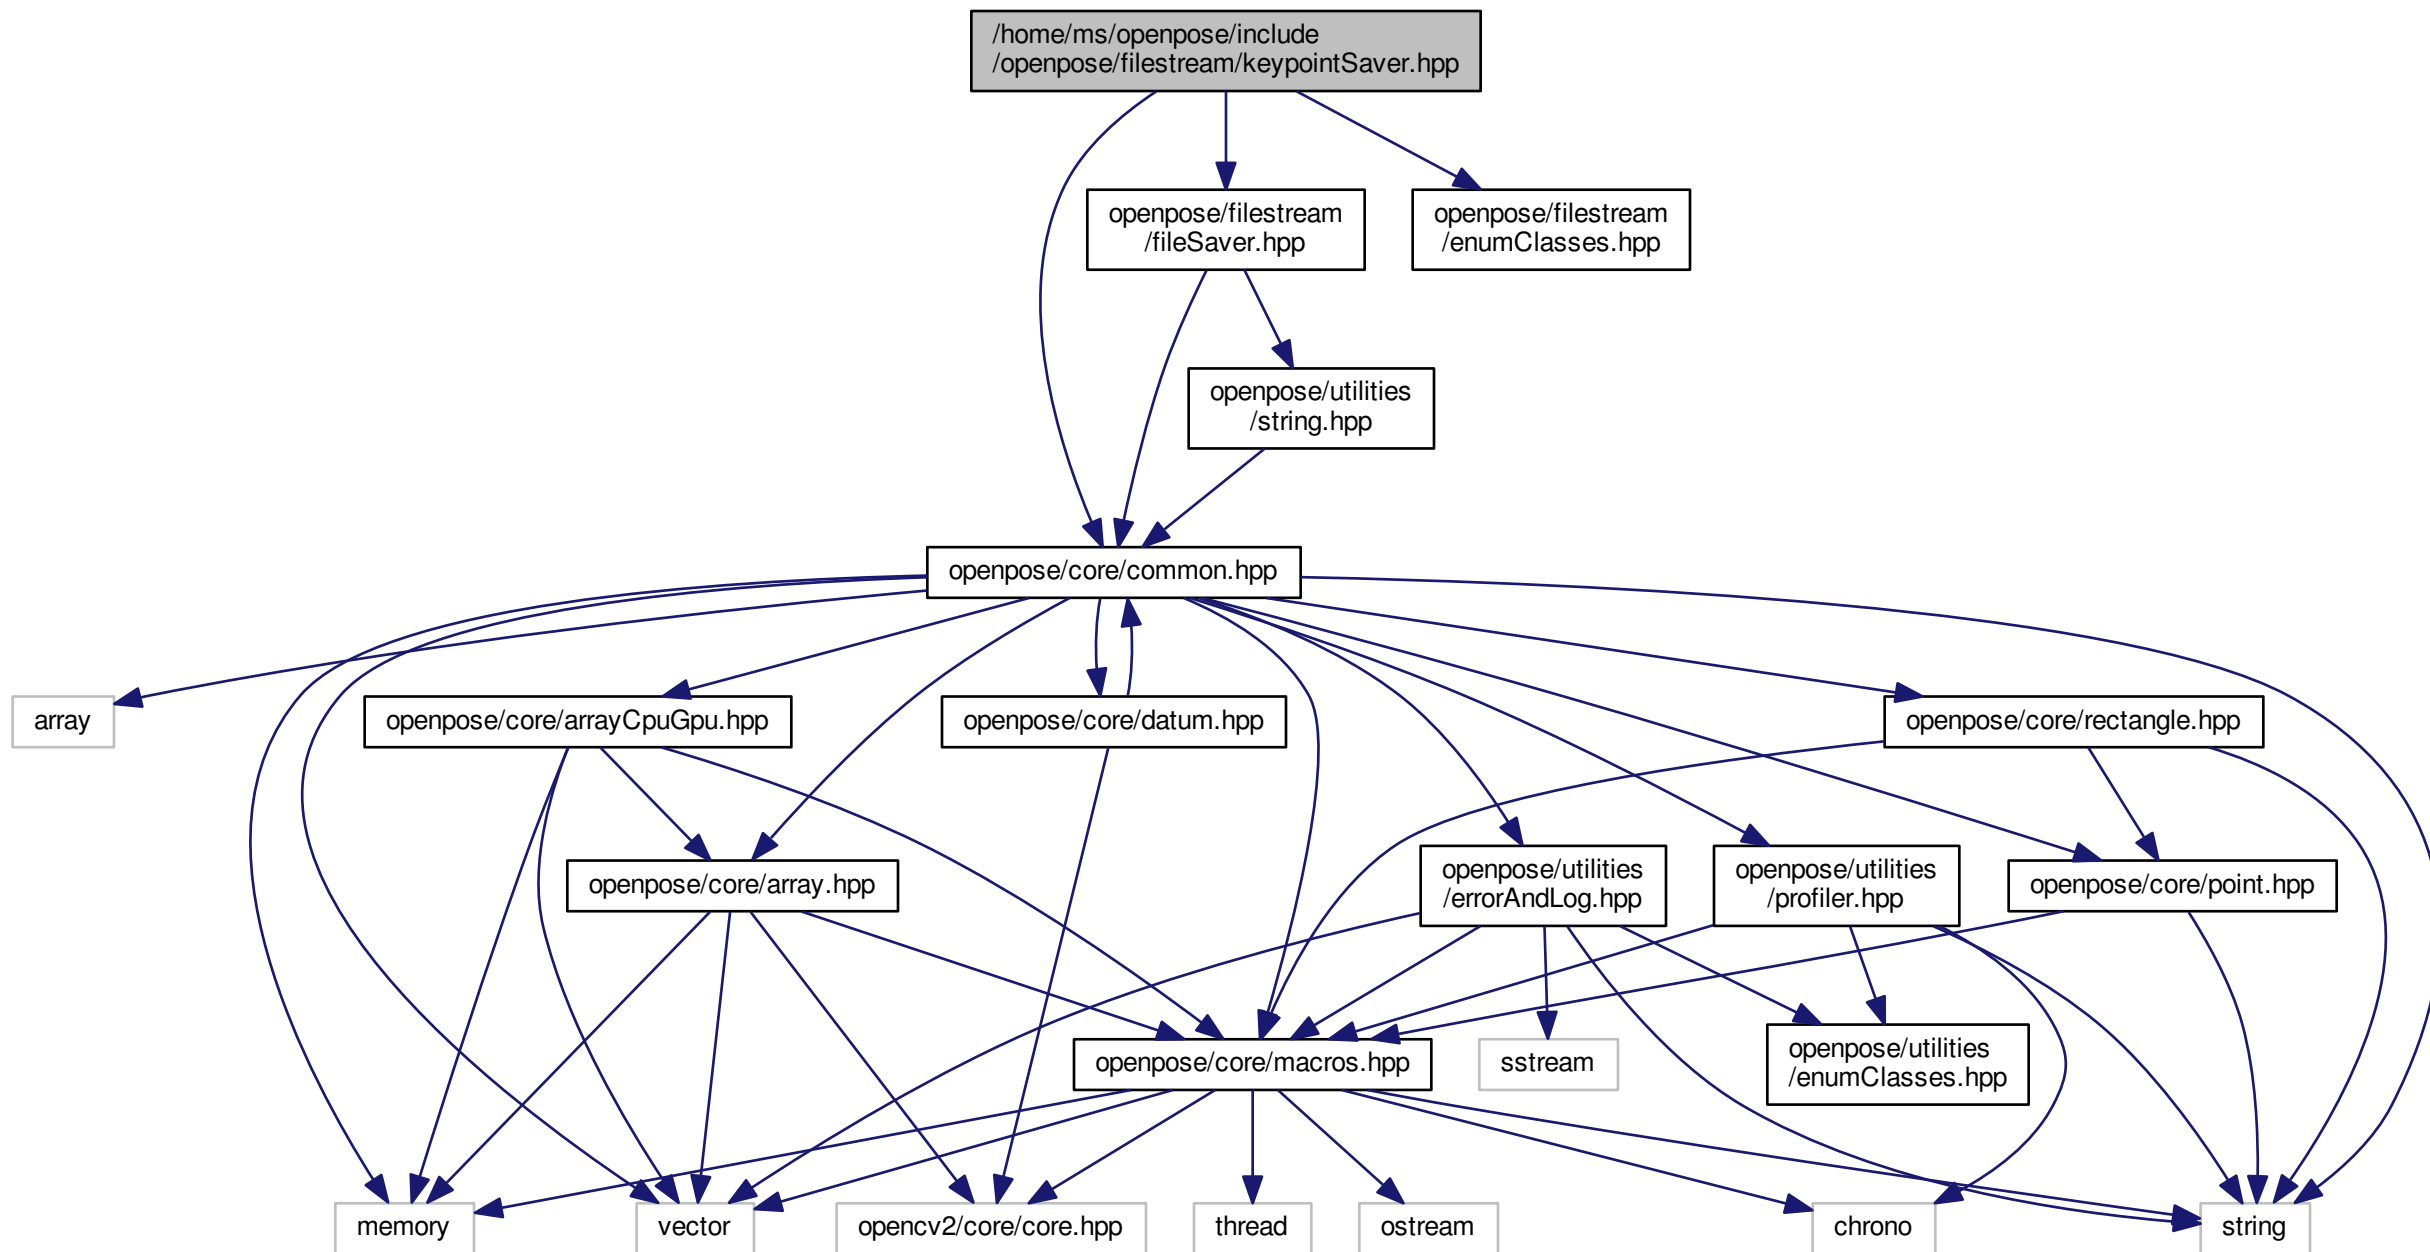 /home/ms/openpose/include
/openpose/filestream/keypointSaver.hpp
openpose/filestream
/fileSaver.hpp
openpose/filestream
/enumClasses.hpp
openpose/utilities
/string.hpp
openpose/core/common.hpp
array
openpose/core/arrayCpuGpu.hpp
openpose/core/datum.hpp
openpose/core/rectangle.hpp
openpose/core/array.hpp
openpose/utilities
/errorAndLog.hpp
openpose/utilities
/profiler.hpp
openpose/core/point.hpp
openpose/core/macros.hpp
sstream
openpose/utilities
/enumClasses.hpp
memory
vector
opencv2/core/core.hpp
thread
ostream
chrono
string